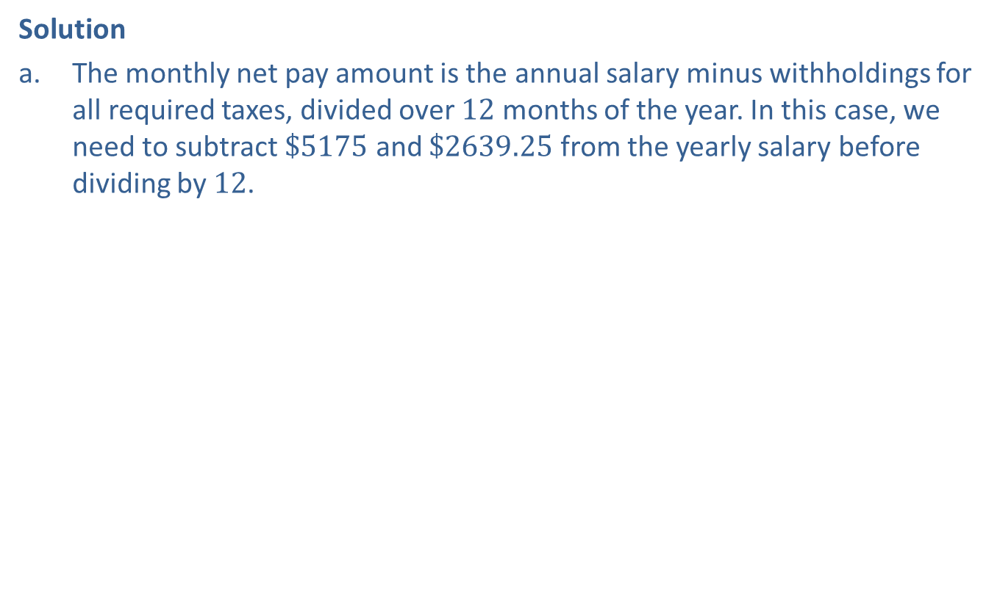 Solution
a. The monthly net pay amount is the annual salary minus withholdings for
all required taxes, divided over 12 months of the year. In this case, we
need to subtract $5175 and $2639.25 from the yearly salary before
dividing by 12.